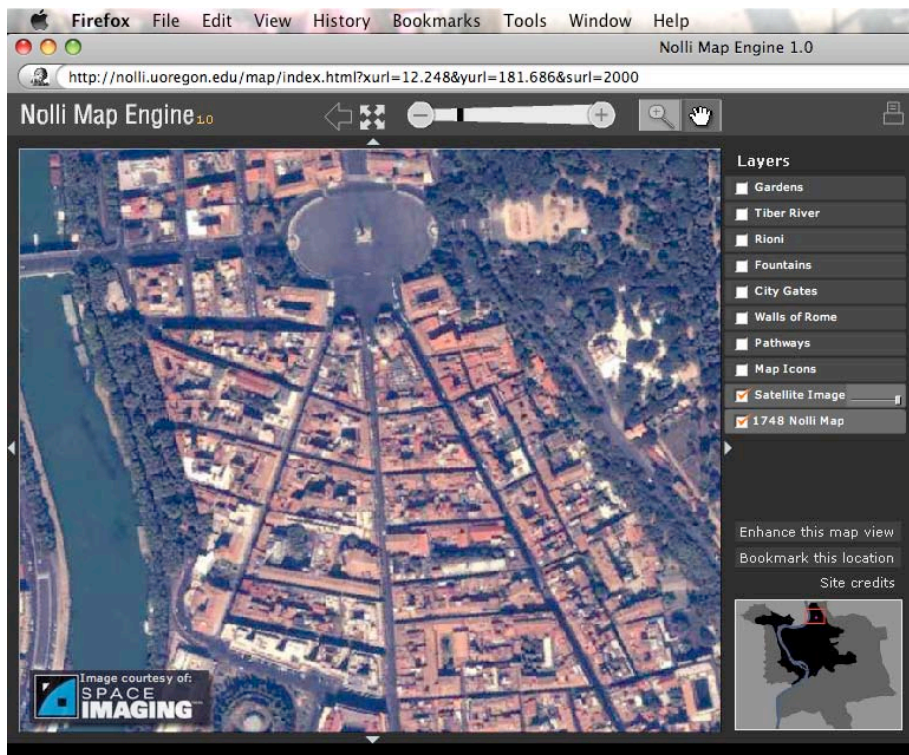 Firefox File Edit View History Bookmarks Tools Window Help
Nolli Map Engine 1.0
http://nolli.uoregon.edu/map/index.html?xurl=12.248&yurl=181.686&surl=2000
Nolli Map Engine 1.0
Layers
Gardens
Tiber River
Rioni
Fountains
City Gates
Walls of Rome
Pathways
Map Icons
Satellite Image
1748 Nolli Map
Enhance this map view
Bookmark this location
Site credits
Image courtesy of:
SPACE
IMAGING